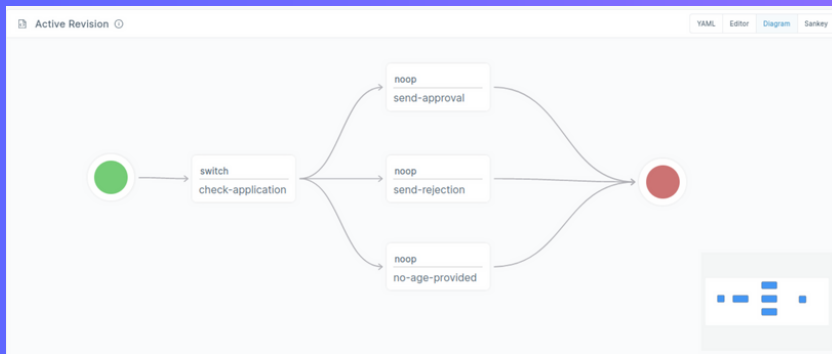 Active Revision
YAML Editor Diagram Sankey
noop
send-approval
switch
check-application
noop
send-rejection
noop
no-age-provided